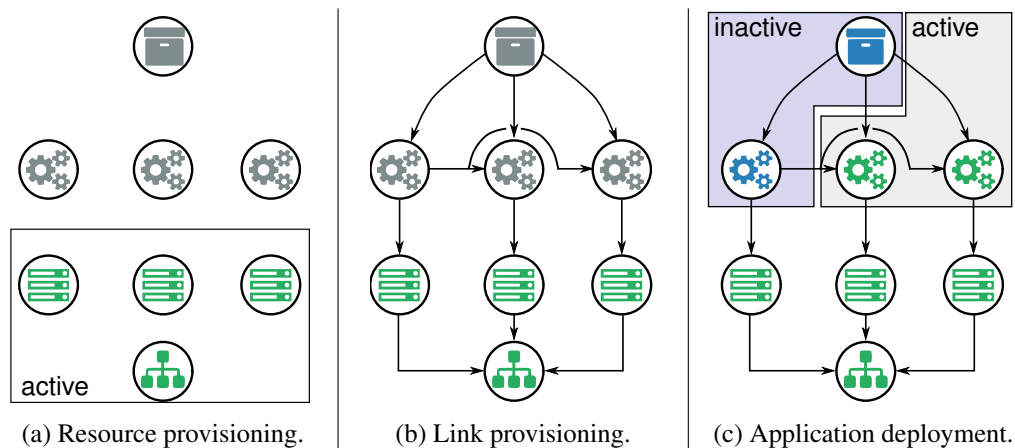 inactive
active
active
(a) Resource provisioning.
(b) Link provisioning.
(c) Application deployment.